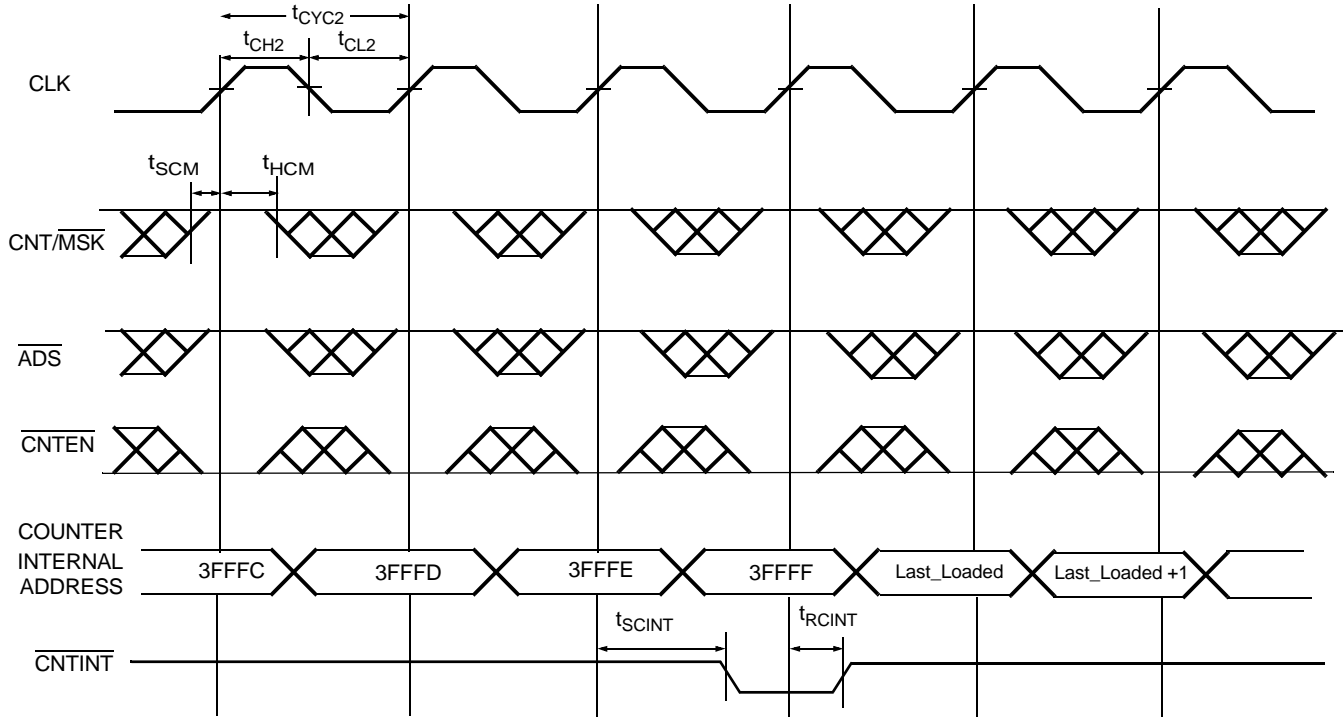 tCYC2
tCH2
tCL2
CLK
tSCM
tHCM
CNT/MSK
ADS
CNTEN
COUNTER
INTERNAL
ADDRESS
3FFFC
3FFFD
3FFFE
3FFFF
Last_Loaded
Last_Loaded +1
tSCINT
tRCINT
CNTINT